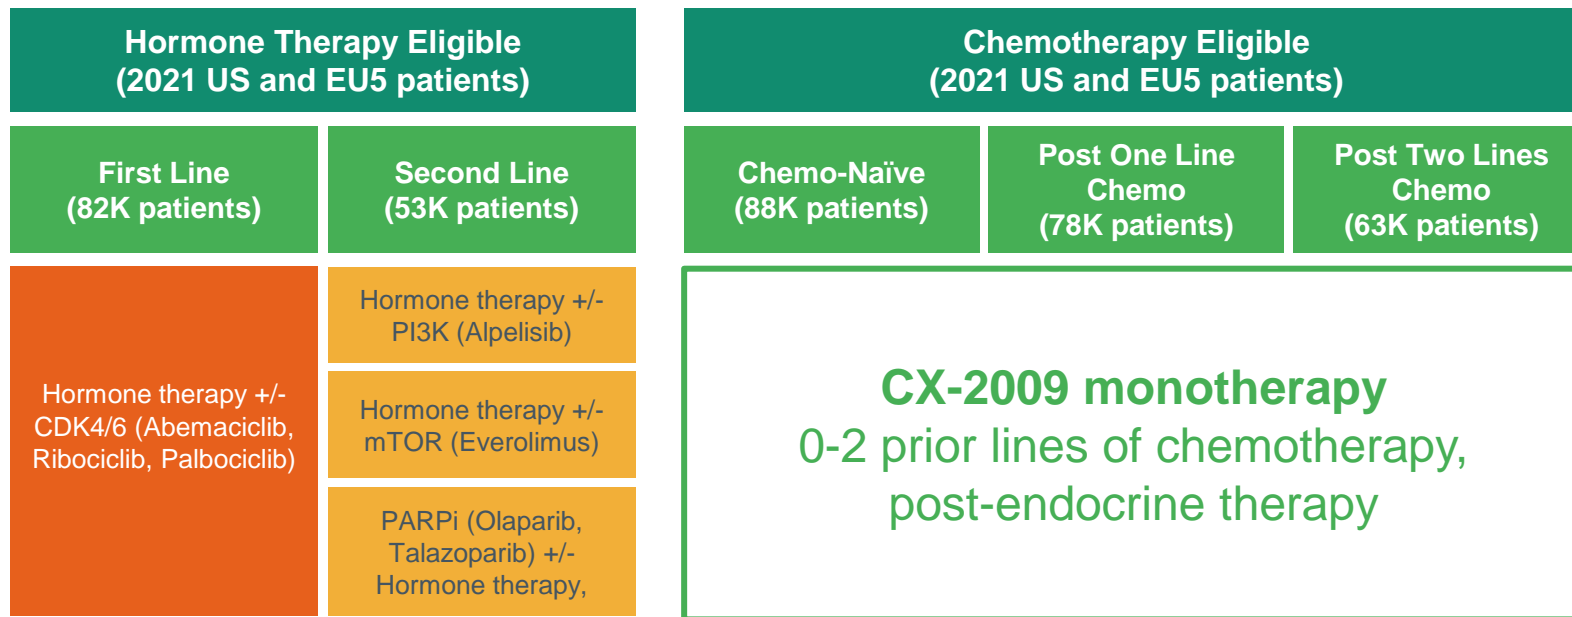 Hormone Therapy Eligible
(2021 US and EU5 patients)
Chemotherapy Eligible
(2021 US and EU5 patients)
First Line
(82K patients)
Second Line
(53K patients)
Chemo-Naïve
(88K patients)
Post One Line
Chemo
(78K patients)
Post Two Lines
Chemo
(63K patients)
Hormone therapy +/-
CDK4/6 (Abemaciclib,
Ribociclib, Palbociclib)
Hormone therapy +/-
PI3K (Alpelisib)
Hormone therapy +/-
mTOR (Everolimus)
PARPi (Olaparib,
Talazoparib) +/-
Hormone therapy,
CX-2009 monotherapy
0-2 prior lines of chemotherapy,
post-endocrine therapy